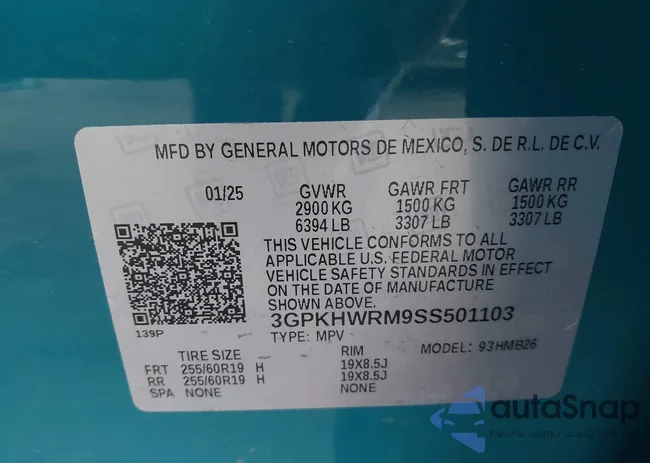 MFD BY GENERAL MOTORS DE MEXICO, S. DE R.L. DE C.V.
01/25 GVWR GAWR FRT GAWR RR
2900 KG 1500 KG 1500 KG
6394 LB 3307 LB 3307 LB
THIS VEHICLE CONFORMS TO ALL
APPLICABLE U.S. FEDERAL MOTOR
VEHICLE SAFETY STANDARDS IN EFFECT
ON THE DATE OF MANUFACTURE
SHOWN ABOVE.
3GPKHWRM9SS501103
139P TYPE: MPV MODEL: 93HMB26
TIRE SIZE RIM
FRT 255/60R19 H 19X8.5J
RR 255/60R19 H 19X8.5J
SPA NONE NONE
autoSnap
Pewne auta z